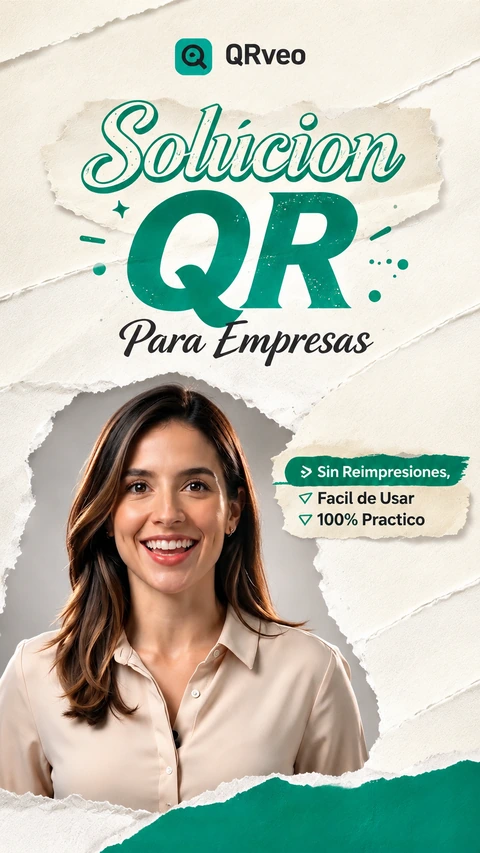 QRveo
Solúcion
QR
Para Empresas
Sin Reimpresiones,
Facil de Usar
100% Practico